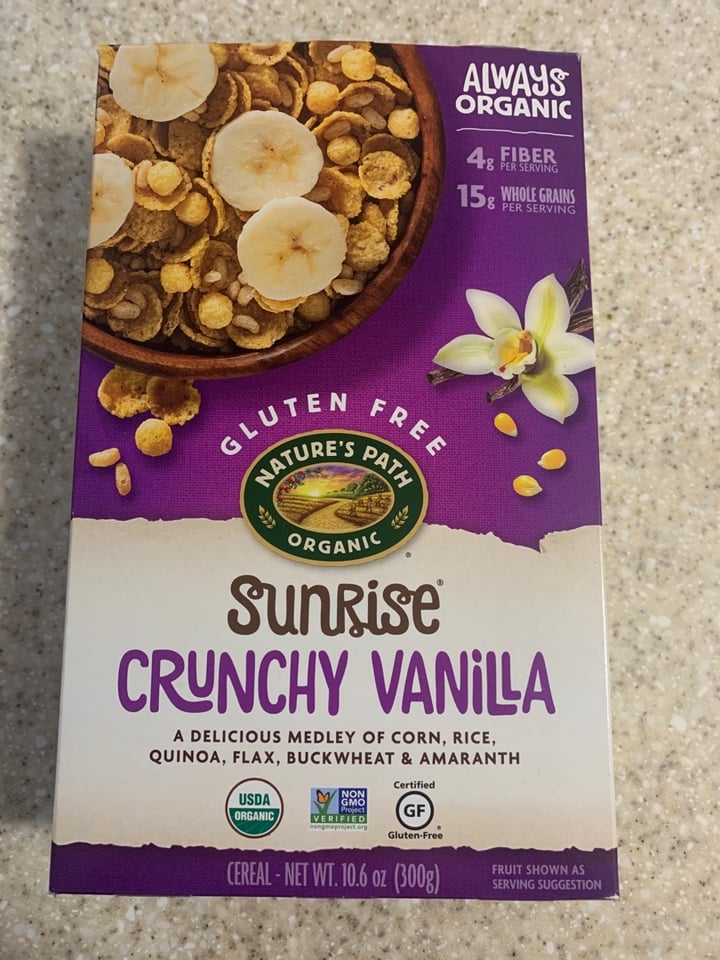 ALWAYS
ORGANIC
4g FIBER
PER SERVING
15g WHOLE GRAINS
PER SERVING
GLUTEN FREE
NATURE'S PATH
ORGANIC
®
SUNRISE®
CRUNCHY VANILLA
A DELICIOUS MEDLEY OF CORN, RICE,
QUINOA, FLAX, BUCKWHEAT & AMARANTH
USDA
ORGANIC
NON
GMO
Project
VERIFIED
nongmoproject.org
Certified
GF
®
Gluten-Free
CEREAL - NET WT. 10.6 oz (300g)
FRUIT SHOWN AS
SERVING SUGGESTION